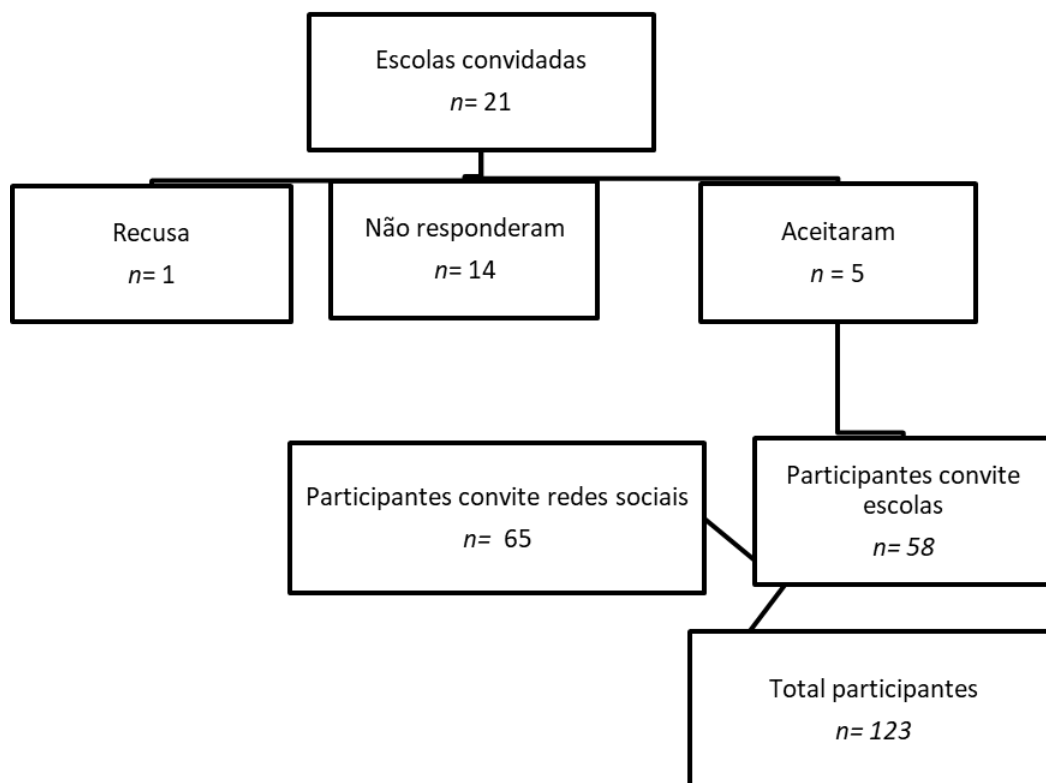 Escolas convidadas
n= 21
Recusa
n= 1
Não responderam
n= 14
Aceitaram
n = 5
Participantes convite redes sociais
n=  65
Participantes convite
escolas
n= 58
Total participantes
n= 123